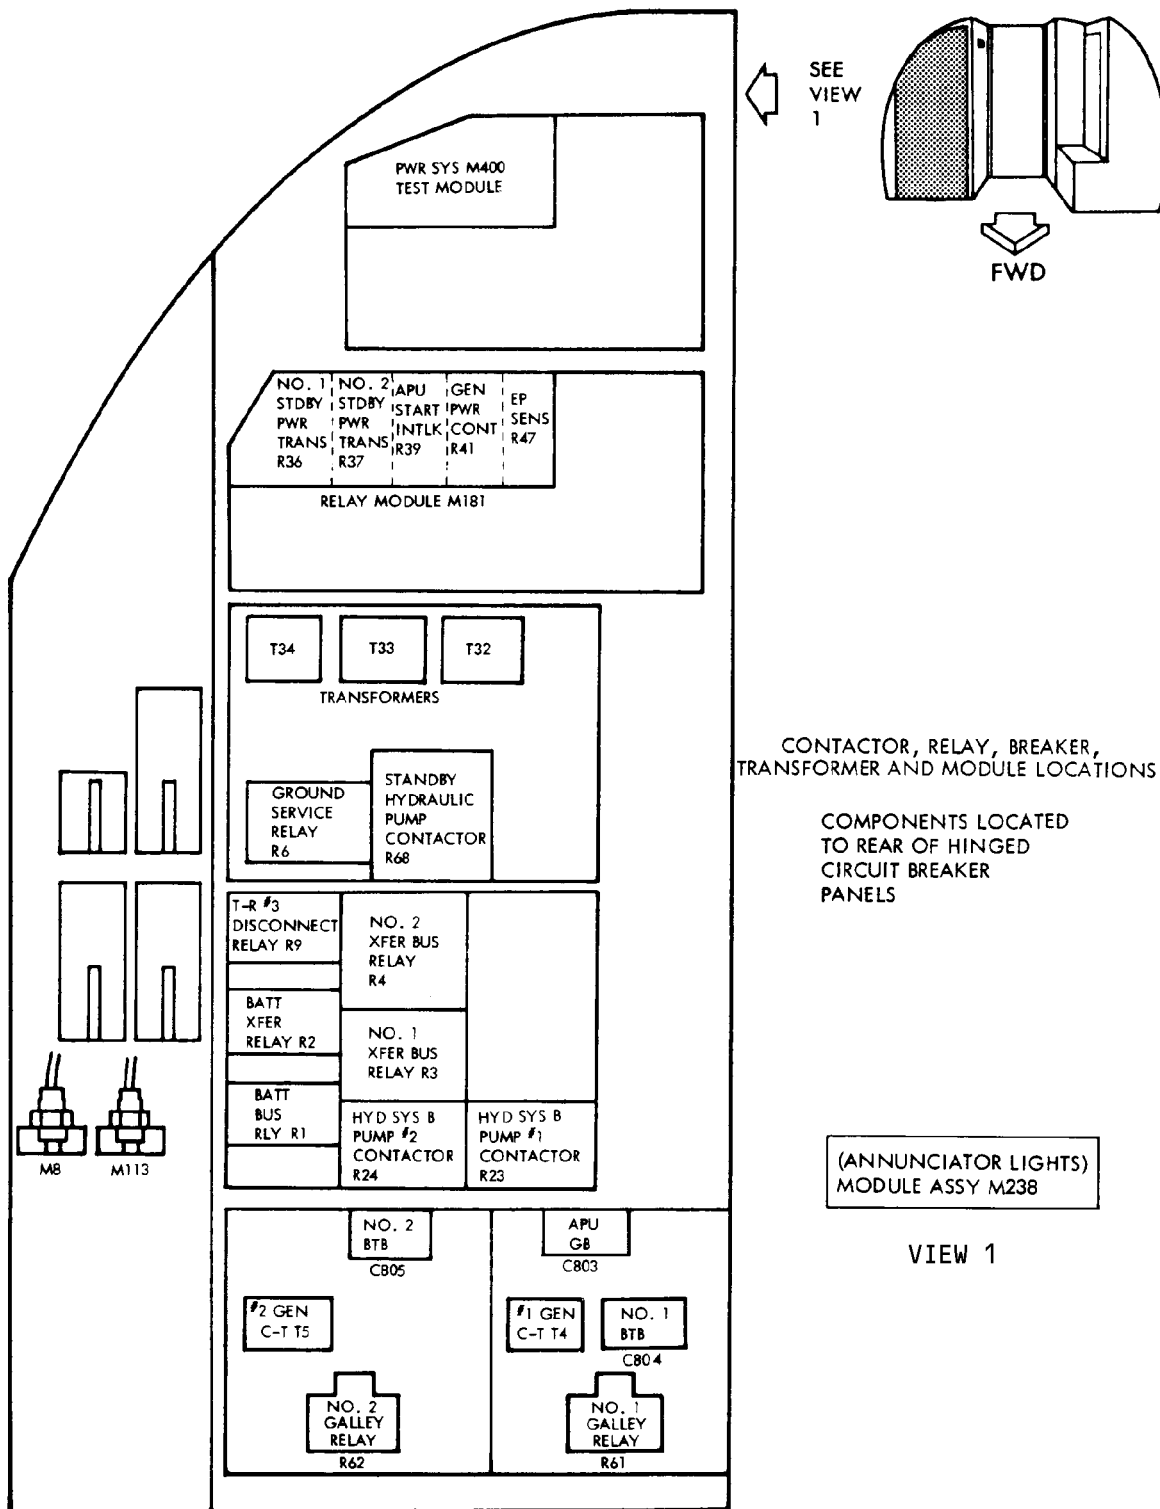 SEE
VIEW
1
FWD
PWR SYS M400
TEST MODULE
NO. 1
STDBY
PWR
TRANS
R36
NO. 2
STDBY
PWR
TRANS
R37
APU
START
INTLK
R39
GEN
PWR
CONT
R41
EP
SENS
R47
RELAY MODULE M181
T34
T33
T32
TRANSFORMERS
GROUND
SERVICE
RELAY
R6
STANDBY
HYDRAULIC
PUMP
CONTACTOR
R68
CONTACTOR, RELAY, BREAKER,
TRANSFORMER AND MODULE LOCATIONS
COMPONENTS LOCATED
TO REAR OF HINGED
CIRCUIT BREAKER
PANELS
T-R #3
DISCONNECT
RELAY R9
NO. 2
XFER BUS
RELAY
R4
BATT
XFER
RELAY R2
NO. 1
XFER BUS
RELAY R3
BATT
BUS
RLY R1
HYD SYS B
PUMP #2
CONTACTOR
R24
HYD SYS B
PUMP #1
CONTACTOR
R23
M8
M113
(ANNUNCIATOR LIGHTS)
MODULE ASSY M238
VIEW 1
NO. 2
BTB
C805
APU
GB
C803
#2 GEN
C-T T5
#1 GEN
C-T T4
NO. 1
BTB
C804
NO. 2
GALLEY
RELAY
R62
NO. 1
GALLEY
RELAY
R61